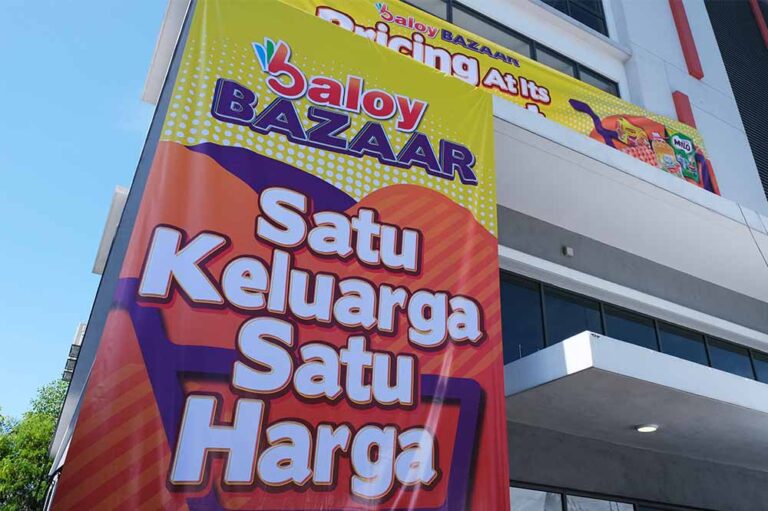 baloy
BAZAAR
Satu
Keluarga
Satu
Harga
baloy BAZAAR
Pricing At Its
MILO